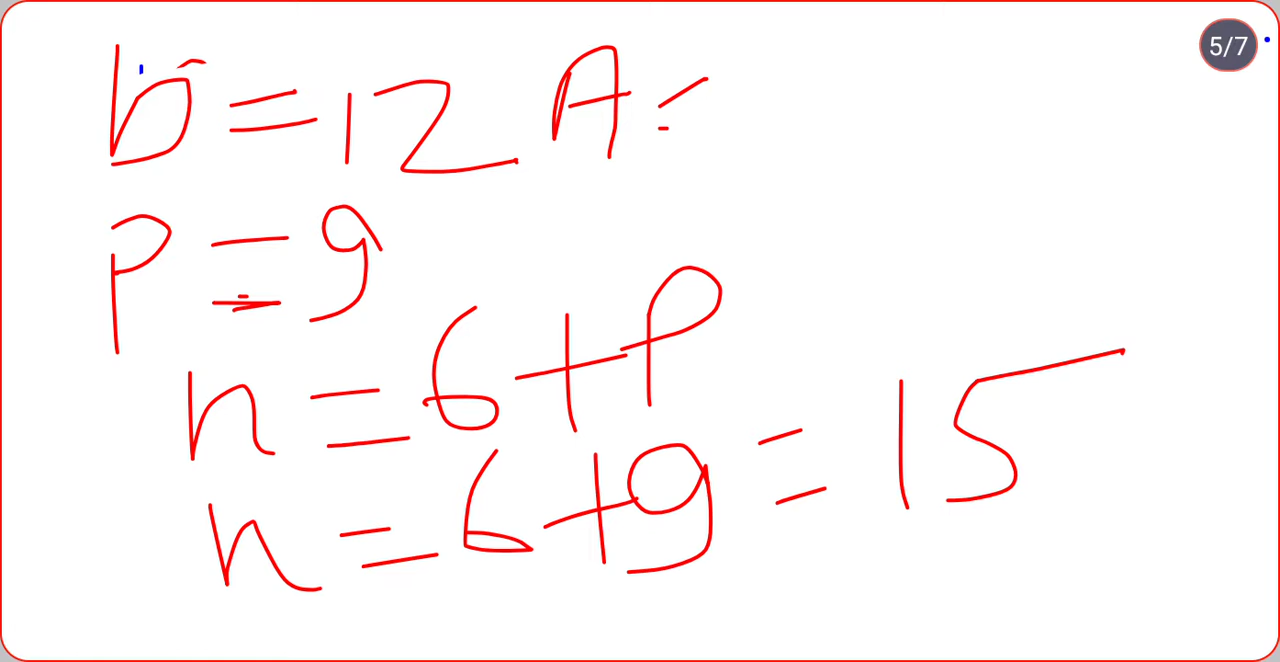 5/7
b = 12 A =
P = 9
n = 6 + P
n = 6 + 9 = 15